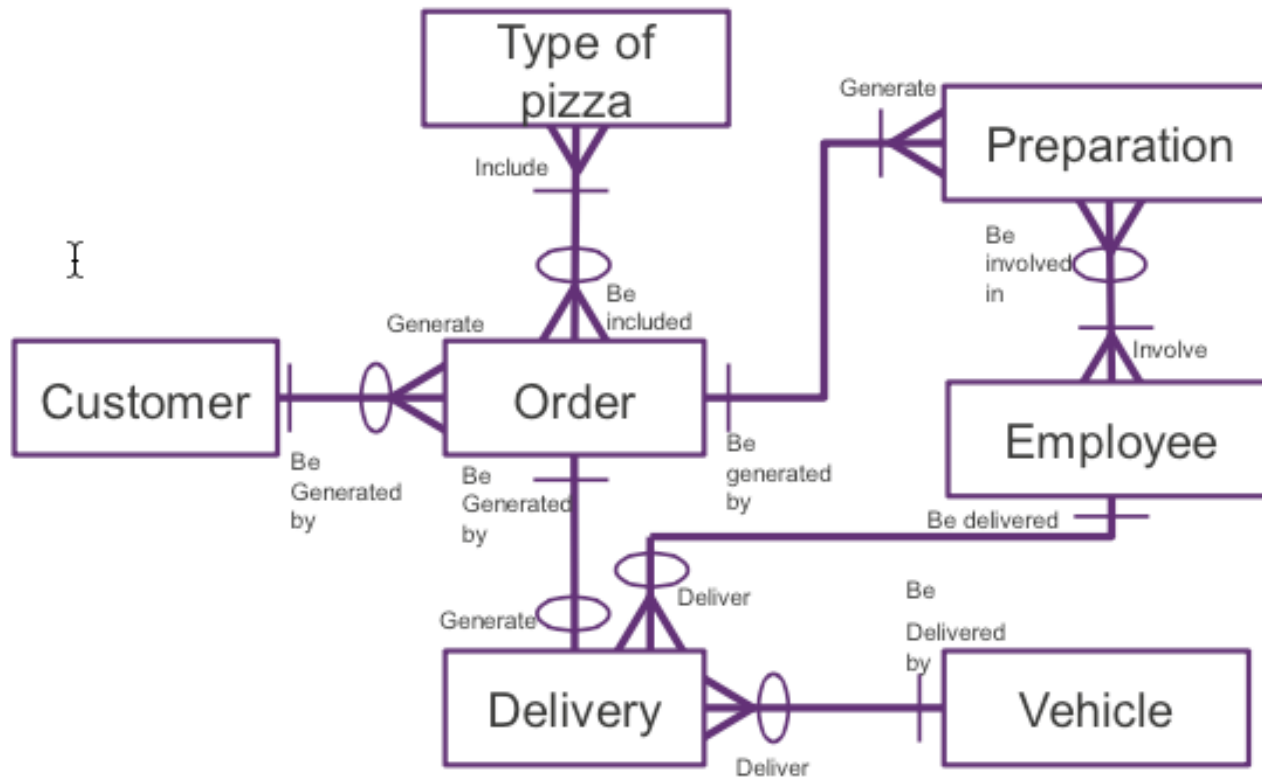 Type of
pizza
Generate
Preparation
Include
Be
involved
in
Be
included
Generate
Involve
Customer
Order
Employee
Be
Generated
by
Be
Generated
by
Be
generated
by
Be delivered
Deliver
Generate
Be
Delivered
by
Delivery
Vehicle
Deliver